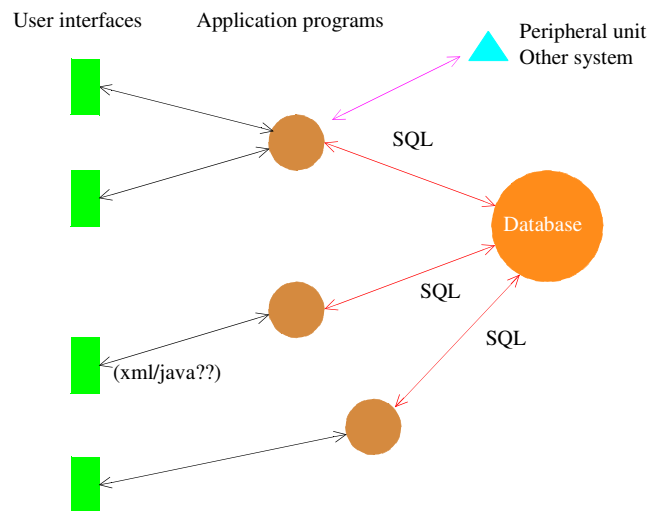 User interfaces
Application programs
Peripheral unit
Other system
SQL
Database
SQL
SQL
(xml/java??)